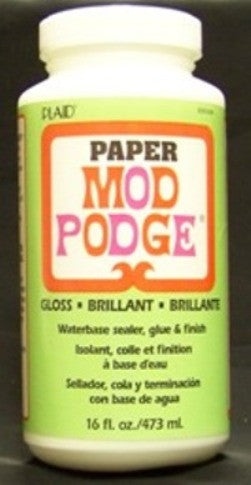 PLAID
PAPER
MOD
PODGE®
GLOSS • BRILLANT • BRILLANTE
Waterbase sealer, glue & finish
Isolant, colle et finition
à base d'eau
Sellador, cola y terminación
con base de agua
16 fl. oz./473 ml.